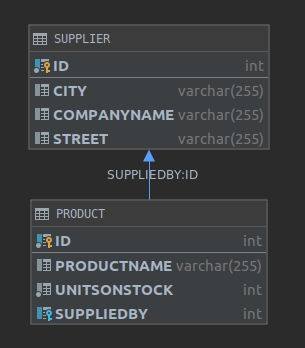 SUPPLIER
ID int
CITY varchar(255)
COMPANYNAME varchar(255)
STREET varchar(255)
SUPPLIEDBY:ID
PRODUCT
ID int
PRODUCTNAME varchar(255)
UNITSONSTOCK int
SUPPLIEDBY int